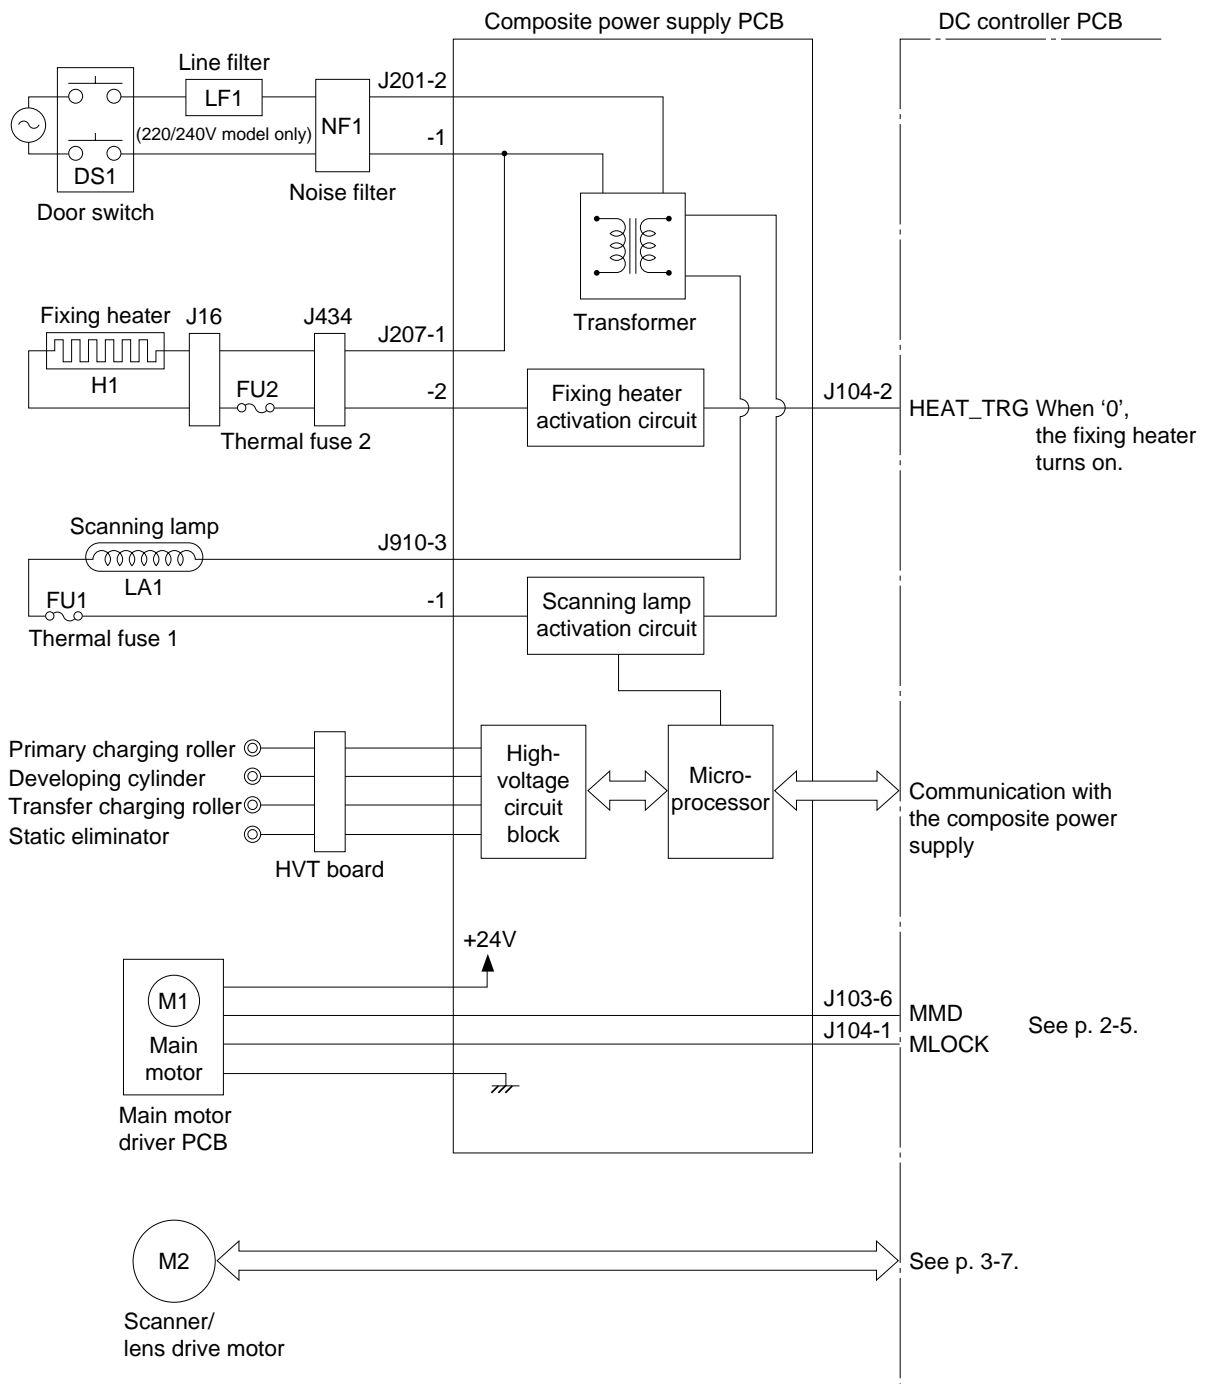 Composite power supply PCB
DC controller PCB
Line filter
J201-2
LF1
NF1
(220/240V model only)
-1
DS1
Noise filter
Door switch
Transformer
Fixing heater
J16
J434
J207-1
H1
FU2
-2
Fixing heater
activation circuit
J104-2
HEAT_TRG When ‘0’,
the fixing heater
turns on.
Thermal fuse 2
Scanning lamp
J910-3
LA1
FU1
-1
Scanning lamp
activation circuit
Thermal fuse 1
Primary charging roller
Developing cylinder
Transfer charging roller
Static eliminator
HVT board
High-
voltage
circuit
block
Micro-
processor
Communication with
the composite power
supply
+24V
M1
Main
motor
J103-6
MMD
J104-1
MLOCK
See p. 2-5.
Main motor
driver PCB
M2
See p. 3-7.
Scanner/
lens drive motor